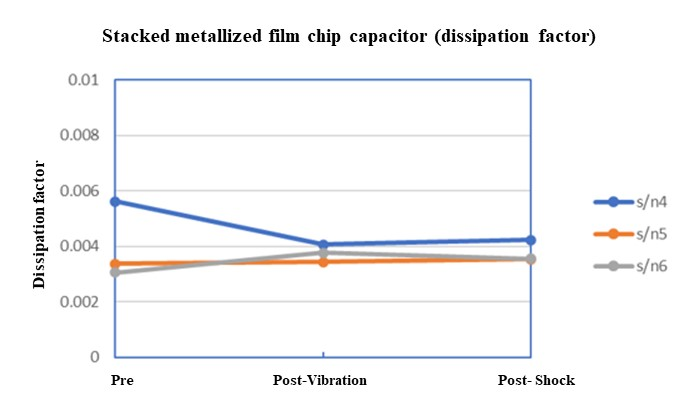 Stacked metallized film chip capacitor (dissipation factor)
0.01
0.008
0.006
0.004
0.002
0
Dissipation factor
Pre
Post-Vibration
Post- Shock
s/n4
s/n5
s/n6